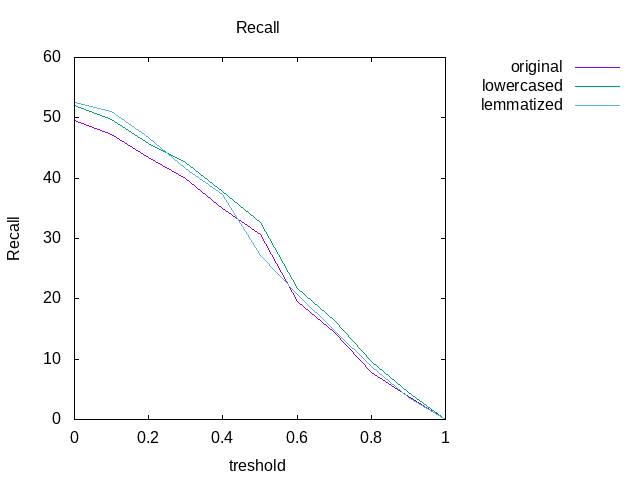 Recall
original
lowercased
lemmatized
60
50
40
30
20
10
0
Recall
0 0.2 0.4 0.6 0.8 1
treshold